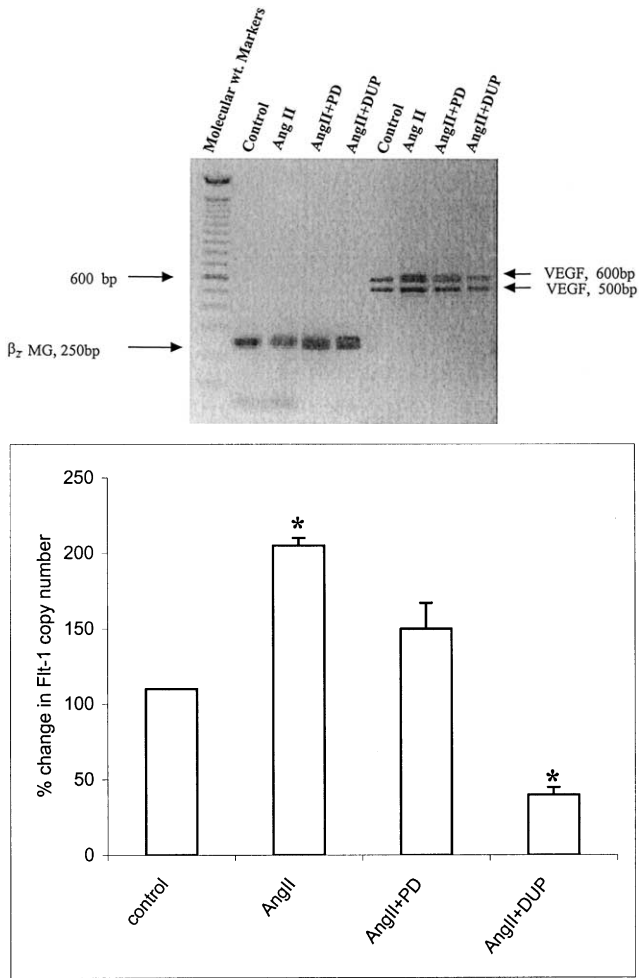 Molecular wt. Markers
Control
Ang II
AngII+PD
AngII+DUP
Control
Ang II
AngII+PD
AngII+DUP
600 bp
VEGF, 600bp
VEGF, 500bp
β2- MG, 250bp
250
200
150
100
50
0
% change in Flt-1 copy number
*
*
control
AngII
AngII+PD
AngII+DUP